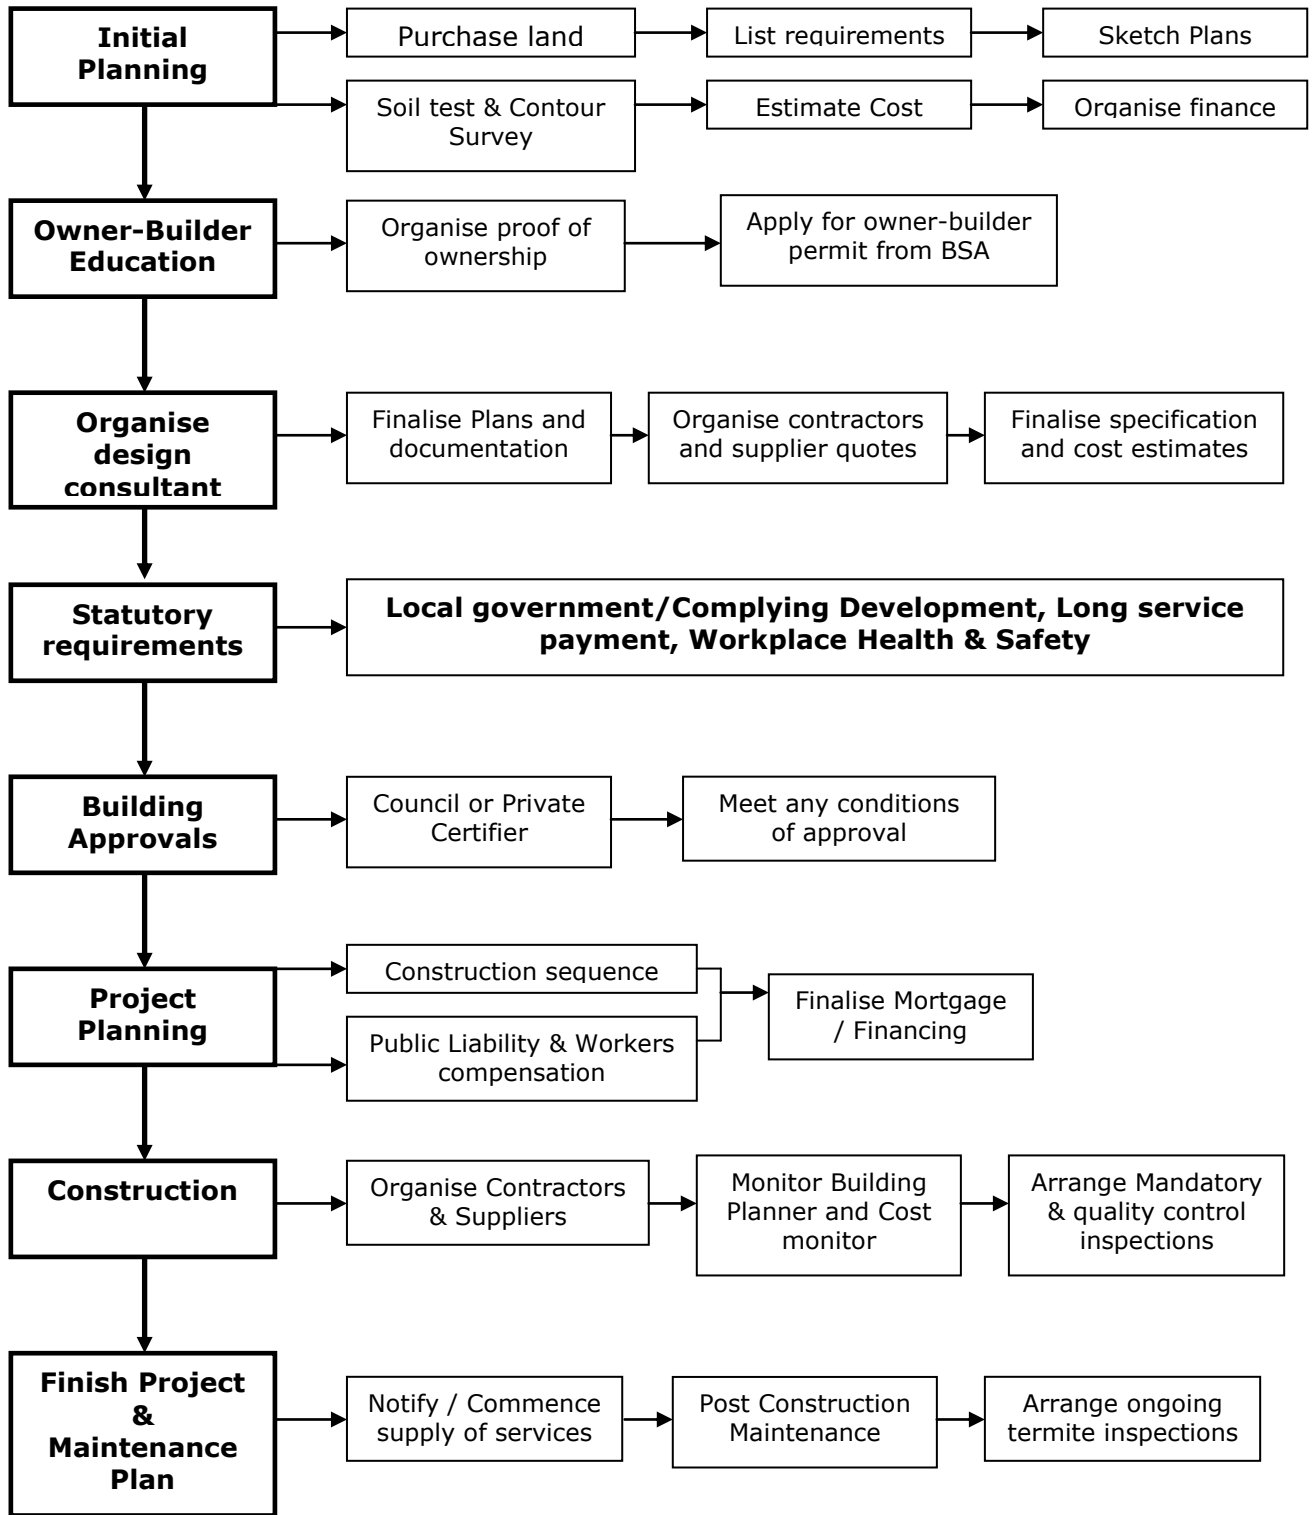 Initial
Planning
Purchase land
List requirements
Sketch Plans
Soil test & Contour
Survey
Estimate Cost
Organise finance
Owner-Builder
Education
Organise proof of
ownership
Apply for owner-builder
permit from BSA
Organise
design
consultant
Finalise Plans and
documentation
Organise contractors
and supplier quotes
Finalise specification
and cost estimates
Statutory
requirements
Local government/Complying Development, Long service
payment, Workplace Health & Safety
Building
Approvals
Council or Private
Certifier
Meet any conditions
of approval
Project
Planning
Construction sequence
Public Liability & Workers
compensation
Finalise Mortgage
/ Financing
Construction
Organise Contractors
& Suppliers
Monitor Building
Planner and Cost
monitor
Arrange Mandatory
& quality control
inspections
Finish Project
&
Maintenance
Plan
Notify / Commence
supply of services
Post Construction
Maintenance
Arrange ongoing
termite inspections